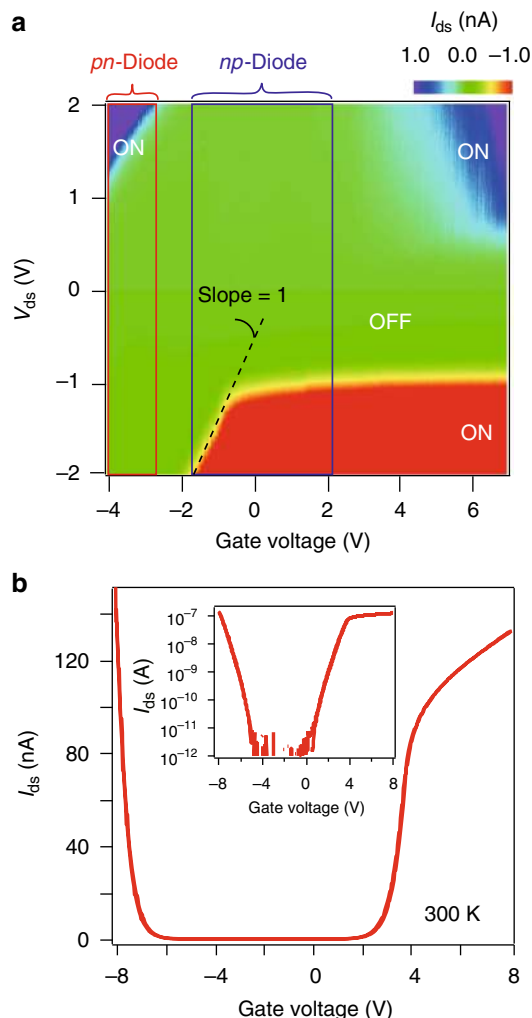 a
I_ds (nA)
1.0 0.0 −1.0
pn-Diode np-Diode
2
1
0
−1
−2
V_ds (V)
ON
ON
Slope = 1
OFF
ON
−4 −2 0 2 4 6
Gate voltage (V)
b
120
80
40
0
I_ds (nA)
10⁻⁷
10⁻⁸
10⁻⁹
10⁻¹⁰
10⁻¹¹
10⁻¹²
I_ds (A)
−8 −4 0 4 8
Gate voltage (V)
300 K
−8 −4 0 4 8
Gate voltage (V)